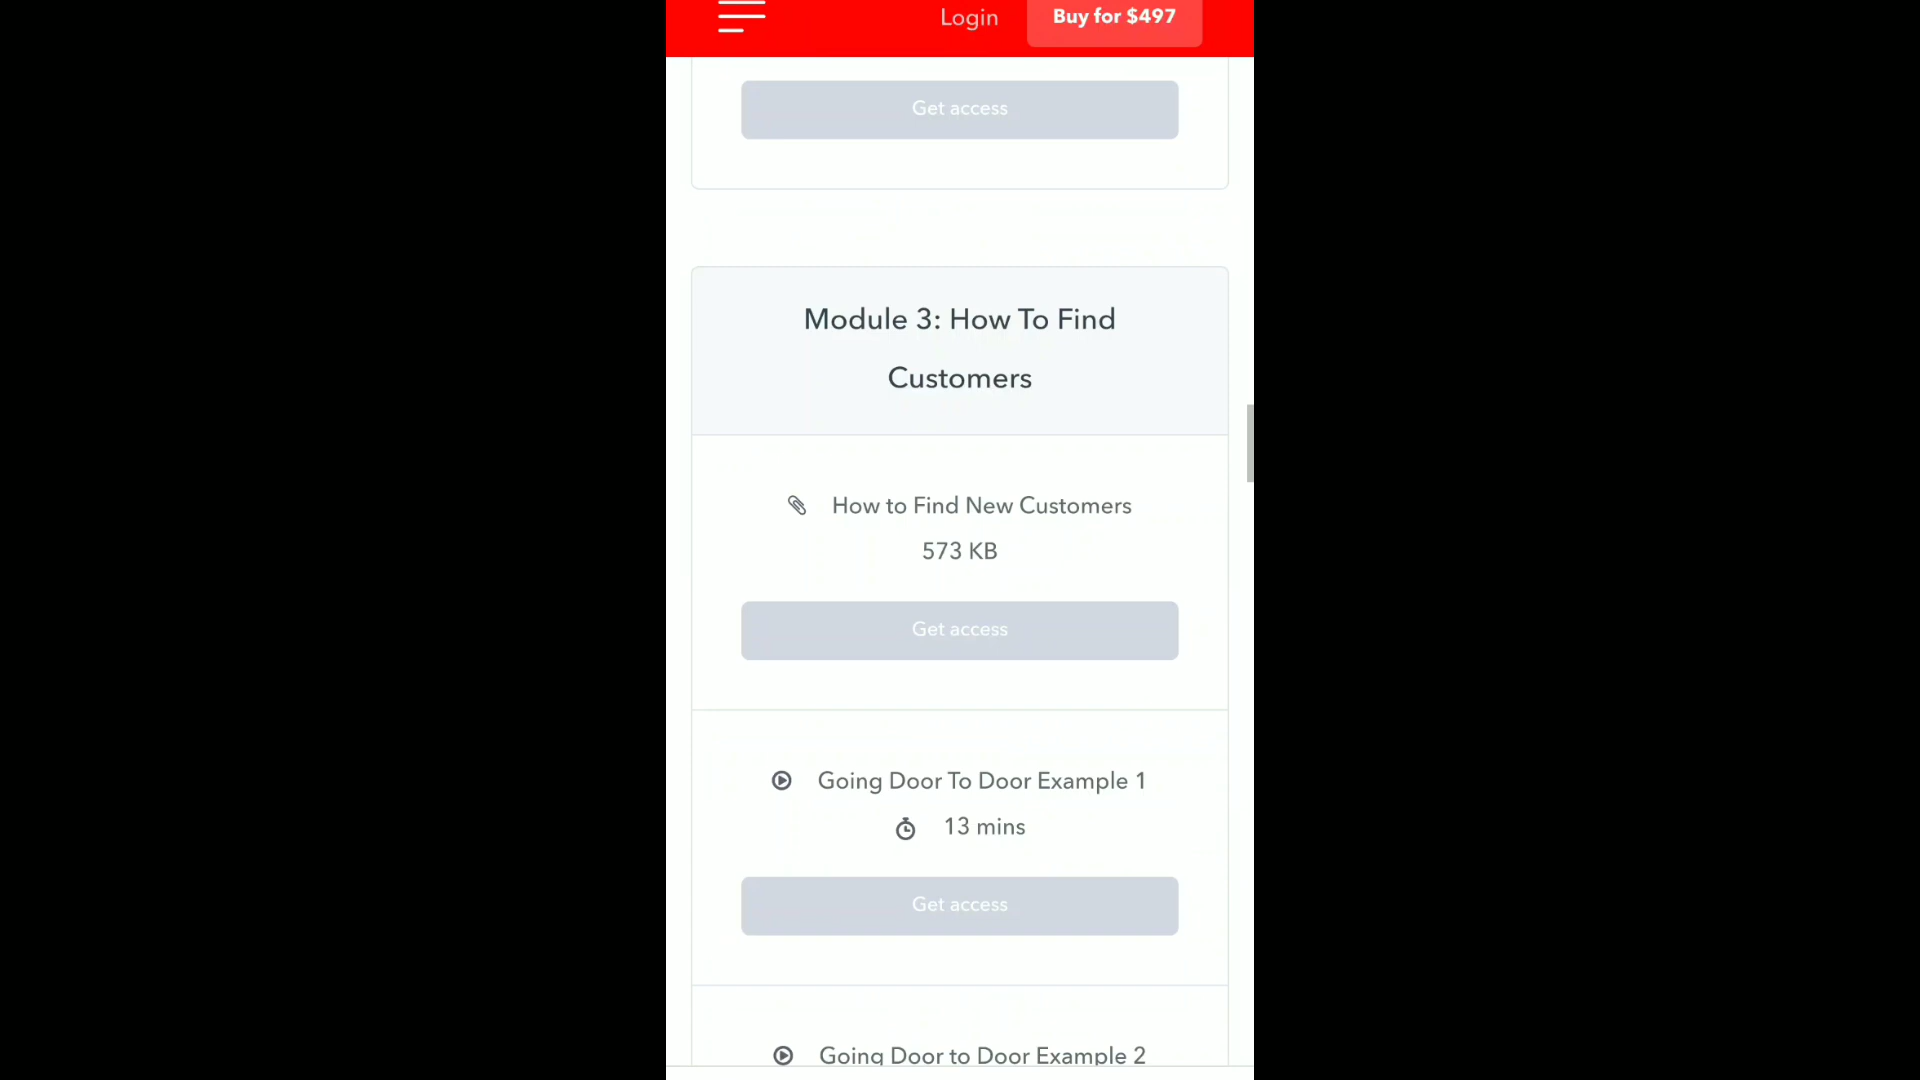 Login
Buy for $497
Get access
Module 3: How To Find
Customers
How to Find New Customers
573 KB
Get access
Going Door To Door Example 1
13 mins
Get access
Going Door to Door Example 2